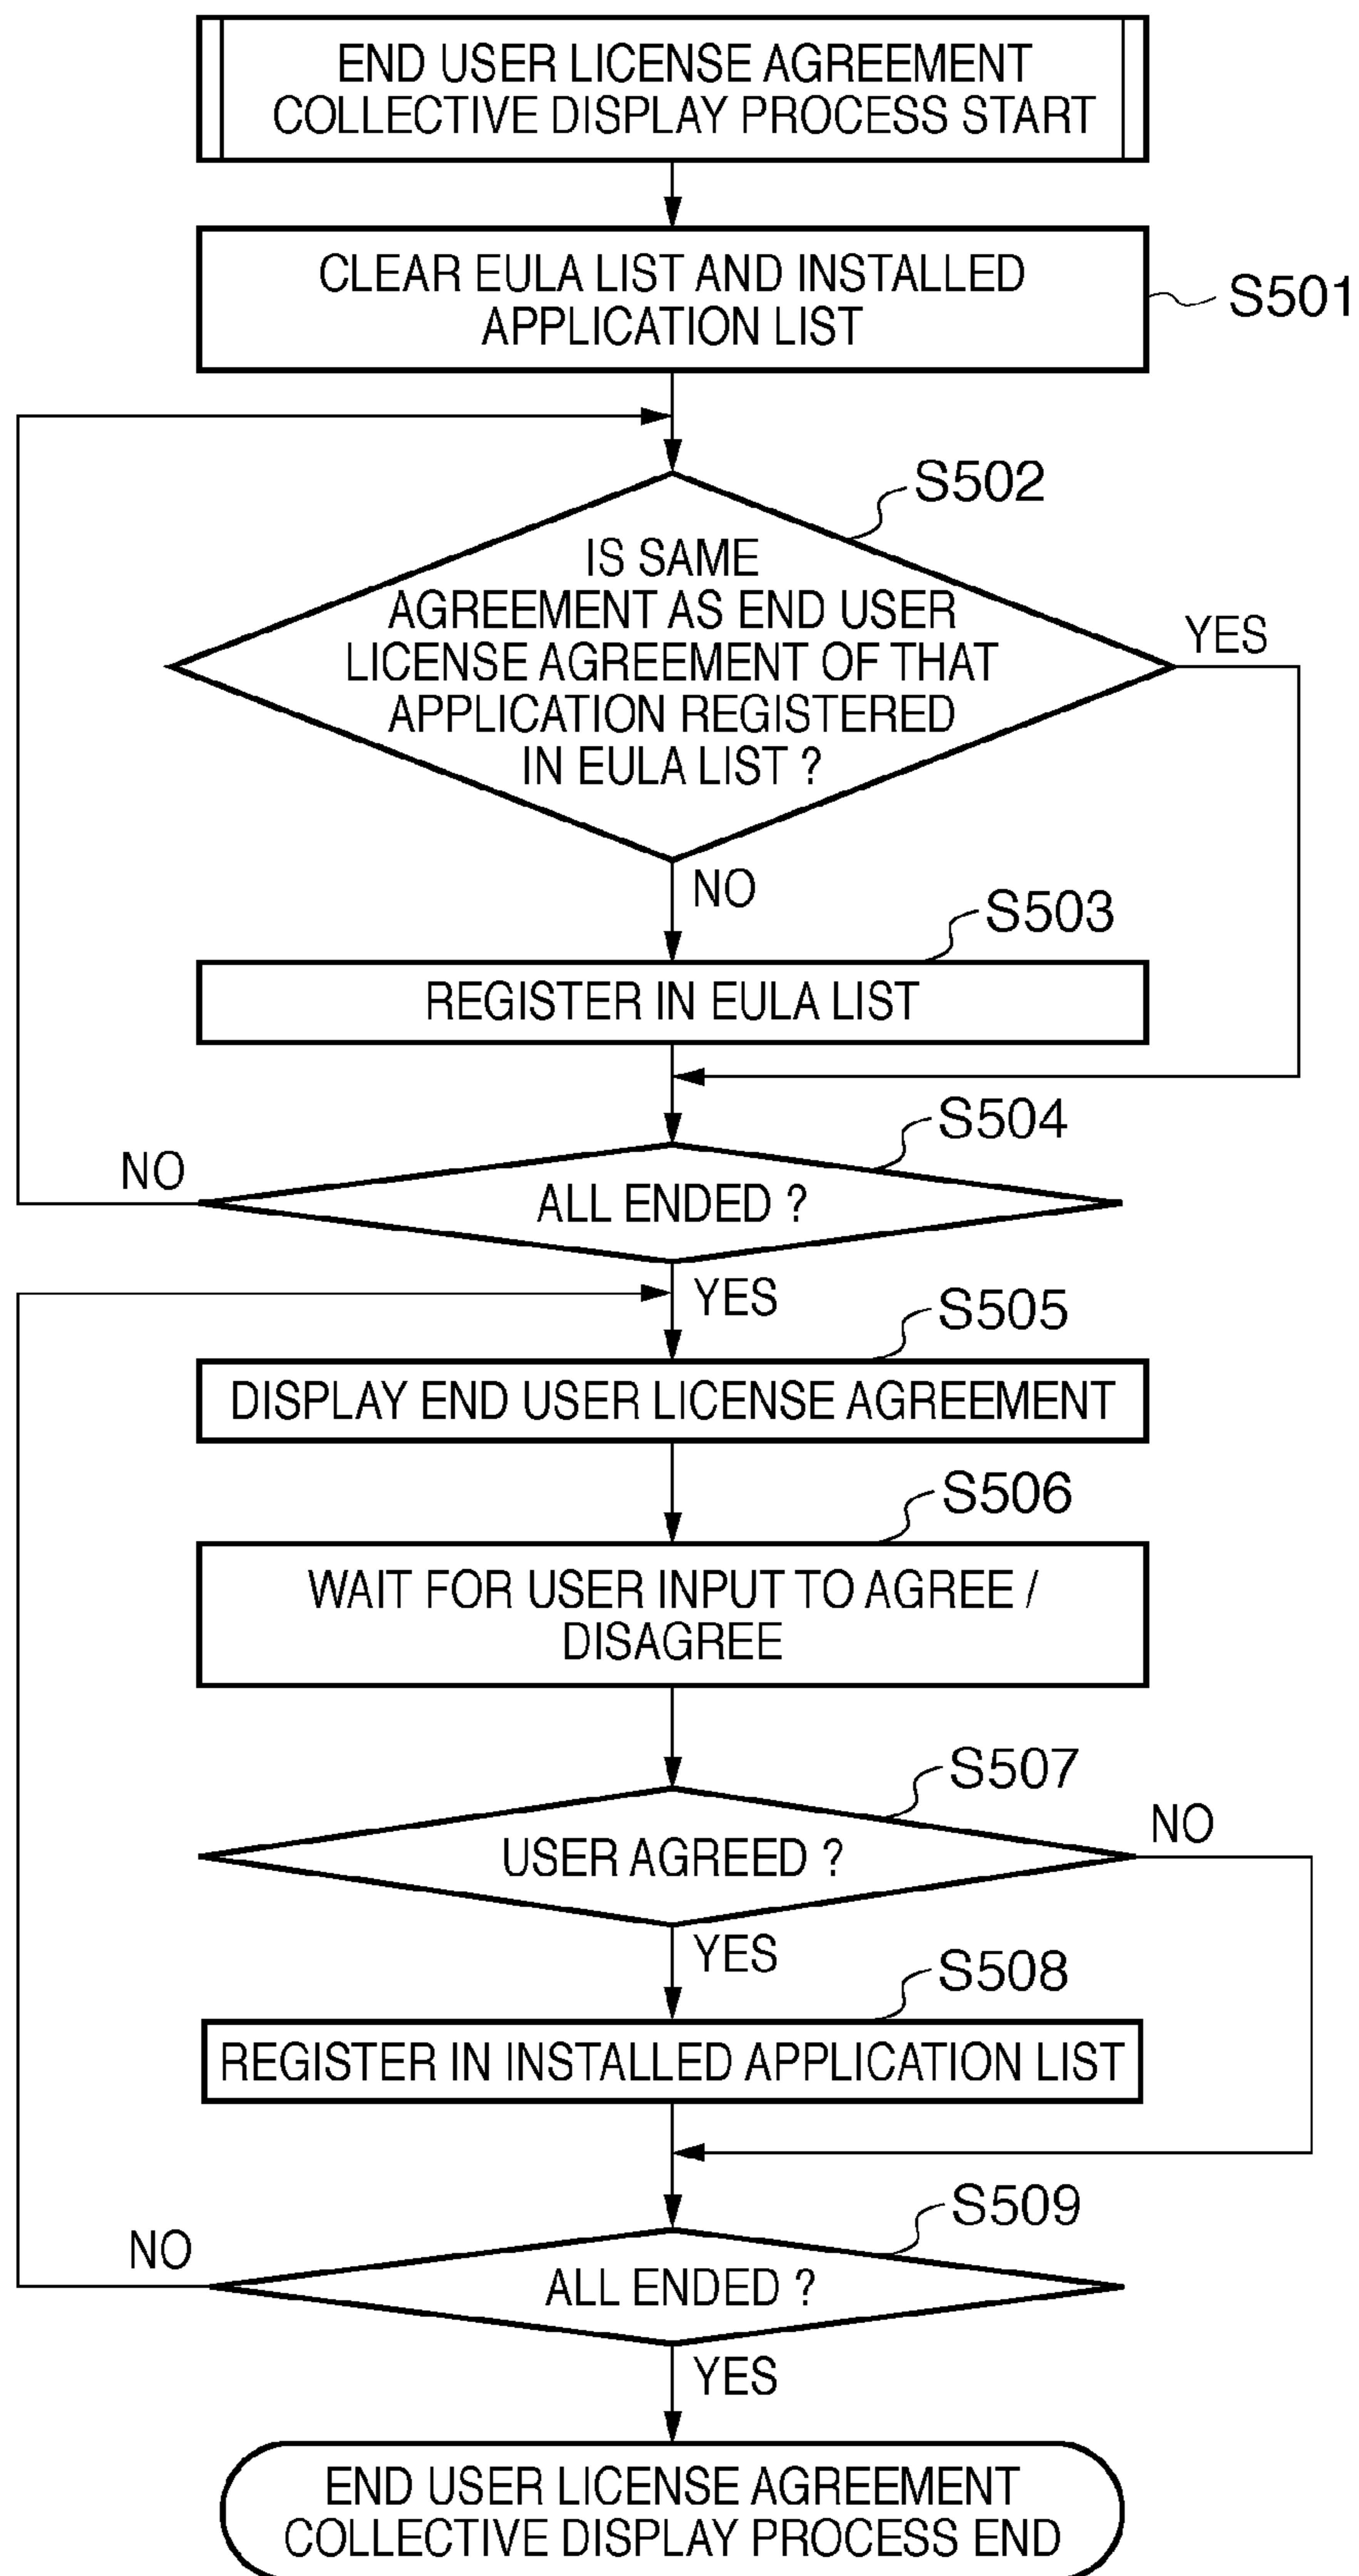 END USER LICENSE AGREEMENT
COLLECTIVE DISPLAY PROCESS START
CLEAR EULA LIST AND INSTALLED
APPLICATION LIST
S501
S502
IS SAME
AGREEMENT AS END USER
LICENSE AGREEMENT OF THAT
APPLICATION REGISTERED
IN EULA LIST ?
YES
NO
S503
REGISTER IN EULA LIST
S504
NO
ALL ENDED ?
YES
S505
DISPLAY END USER LICENSE AGREEMENT
S506
WAIT FOR USER INPUT TO AGREE /
DISAGREE
S507
NO
USER AGREED ?
YES
S508
REGISTER IN INSTALLED APPLICATION LIST
S509
NO
ALL ENDED ?
YES
END USER LICENSE AGREEMENT
COLLECTIVE DISPLAY PROCESS END